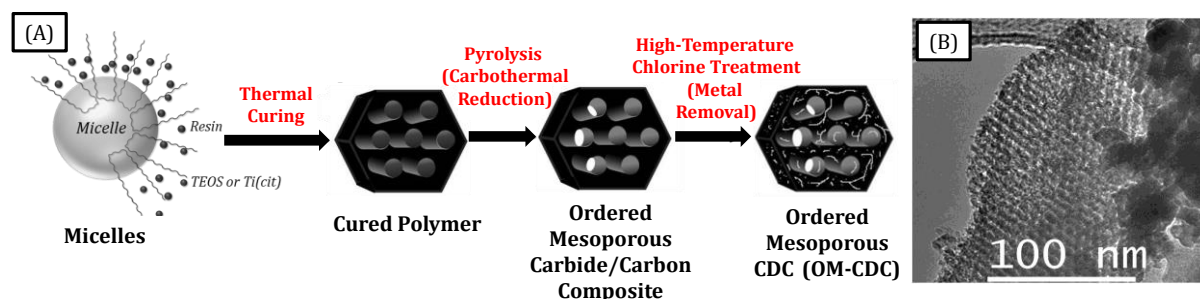 (A)
Micelle
Resin
TEOS or Ti(cit)
Micelles
Thermal
Curing
Cured Polymer
Pyrolysis
(Carbothermal
Reduction)
Ordered
Mesoporous
Carbide/Carbon
Composite
High-Temperature
Chlorine Treatment
(Metal
Removal)
Ordered
Mesoporous
CDC (OM-CDC)
(B)
100 nm